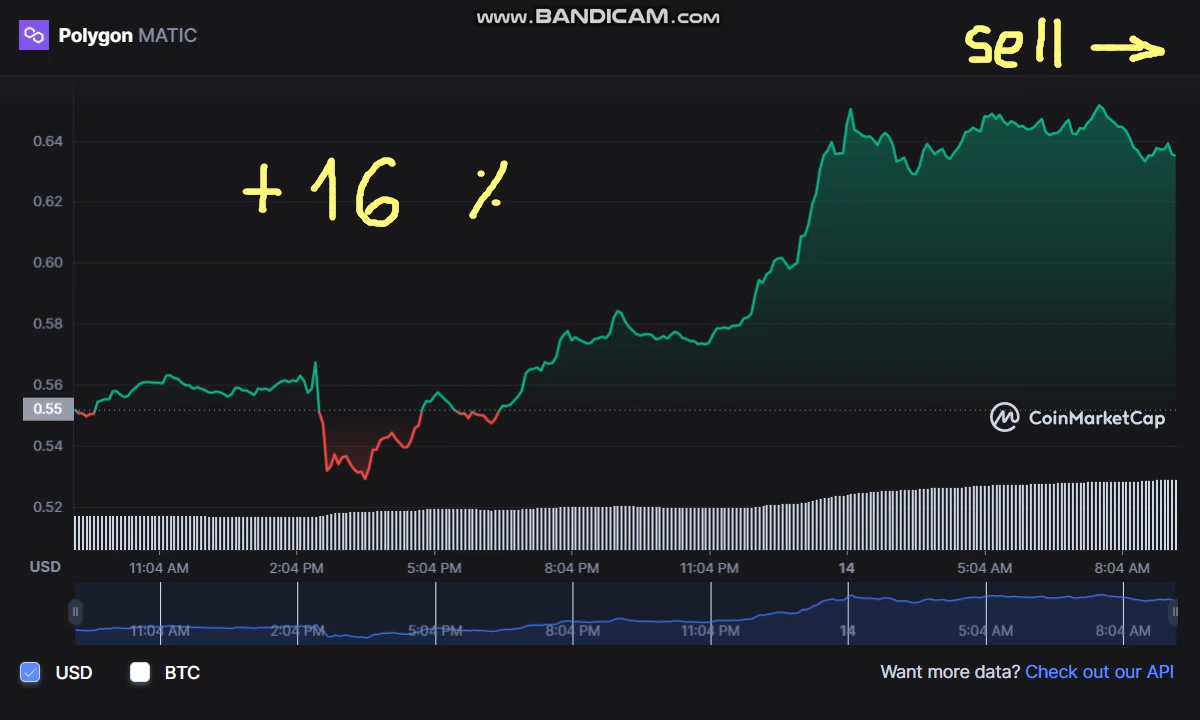 www.BANDICAM.com
Polygon MATIC
sell →
+16 %
0.64
0.62
0.60
0.58
0.56
0.55
0.54
0.52
CoinMarketCap
USD 11:04 AM 2:04 PM 5:04 PM 8:04 PM 11:04 PM 14 5:04 AM 8:04 AM
11:04 AM 2:04 PM 5:04 PM 8:04 PM 11:04 PM 14 5:04 AM 8:04 AM
USD BTC Want more data? Check out our API